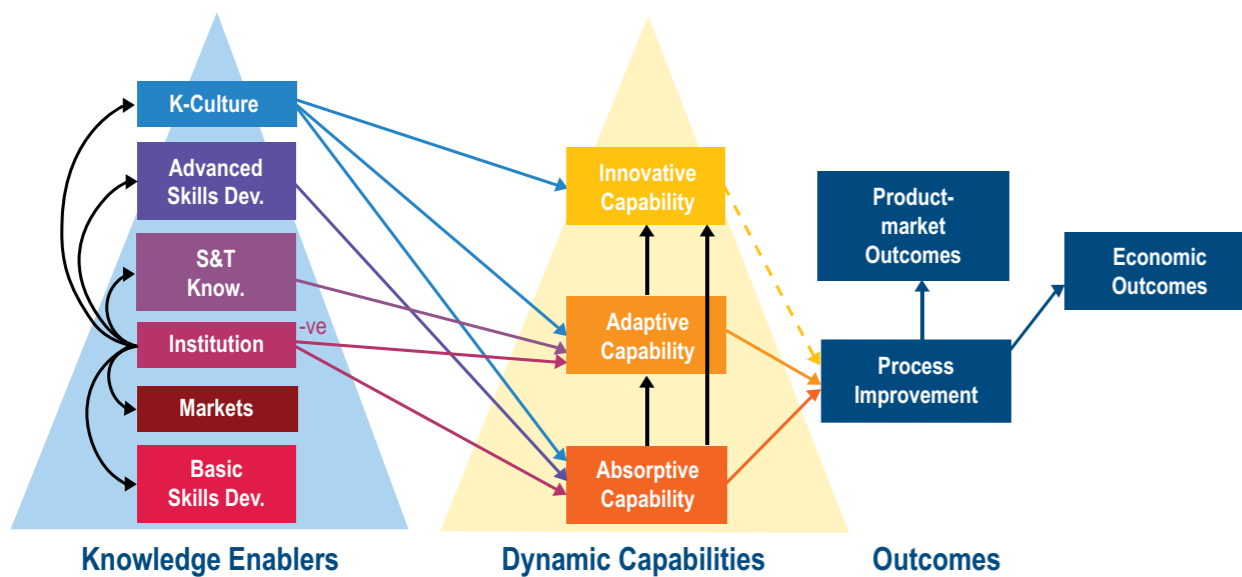 K-Culture
Advanced
Skills Dev.
S&T
Know.
-ve
Institution
Markets
Basic
Skills Dev.
Knowledge Enablers
Innovative
Capability
Adaptive
Capability
Absorptive
Capability
Dynamic Capabilities
Product-
market
Outcomes
Economic
Outcomes
Process
Improvement
Outcomes